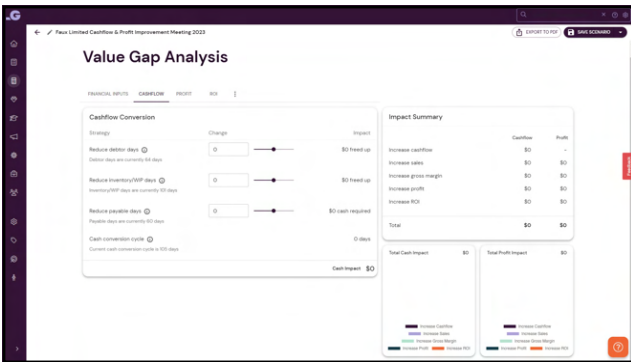 .G
Faux Limited Cashflow & Profit Improvement Meeting 2023
EXPORT TO PDF
SAVE SCENARIO
Value Gap Analysis
FINANCIAL INPUTS CASHFLOW PROFIT ROI
Cashflow Conversion
Strategy Change Impact
Reduce debtor days 0 $0 freed up
Debtor days are currently 64 days
Reduce inventory/WIP days 0 $0 freed up
Inventory/WIP days are currently 101 days
Reduce payable days 0 $0 cash required
Payable days are currently 60 days
Cash conversion cycle 0 days
Current cash conversion cycle is 105 days
Cash Impact $0
Impact Summary
Cashflow Profit
Increase cashflow $0 -
Increase sales $0 $0
Increase gross margin $0 $0
Increase profit $0 $0
Increase ROI $0 $0
Total $0 $0
Total Cash Impact $0
Increase Cashflow
Increase Sales
Increase Gross Margin
Increase Profit Increase ROI
Total Profit Impact $0
Increase Cashflow
Increase Sales
Increase Gross Margin
Increase Profit Increase ROI
Feedback